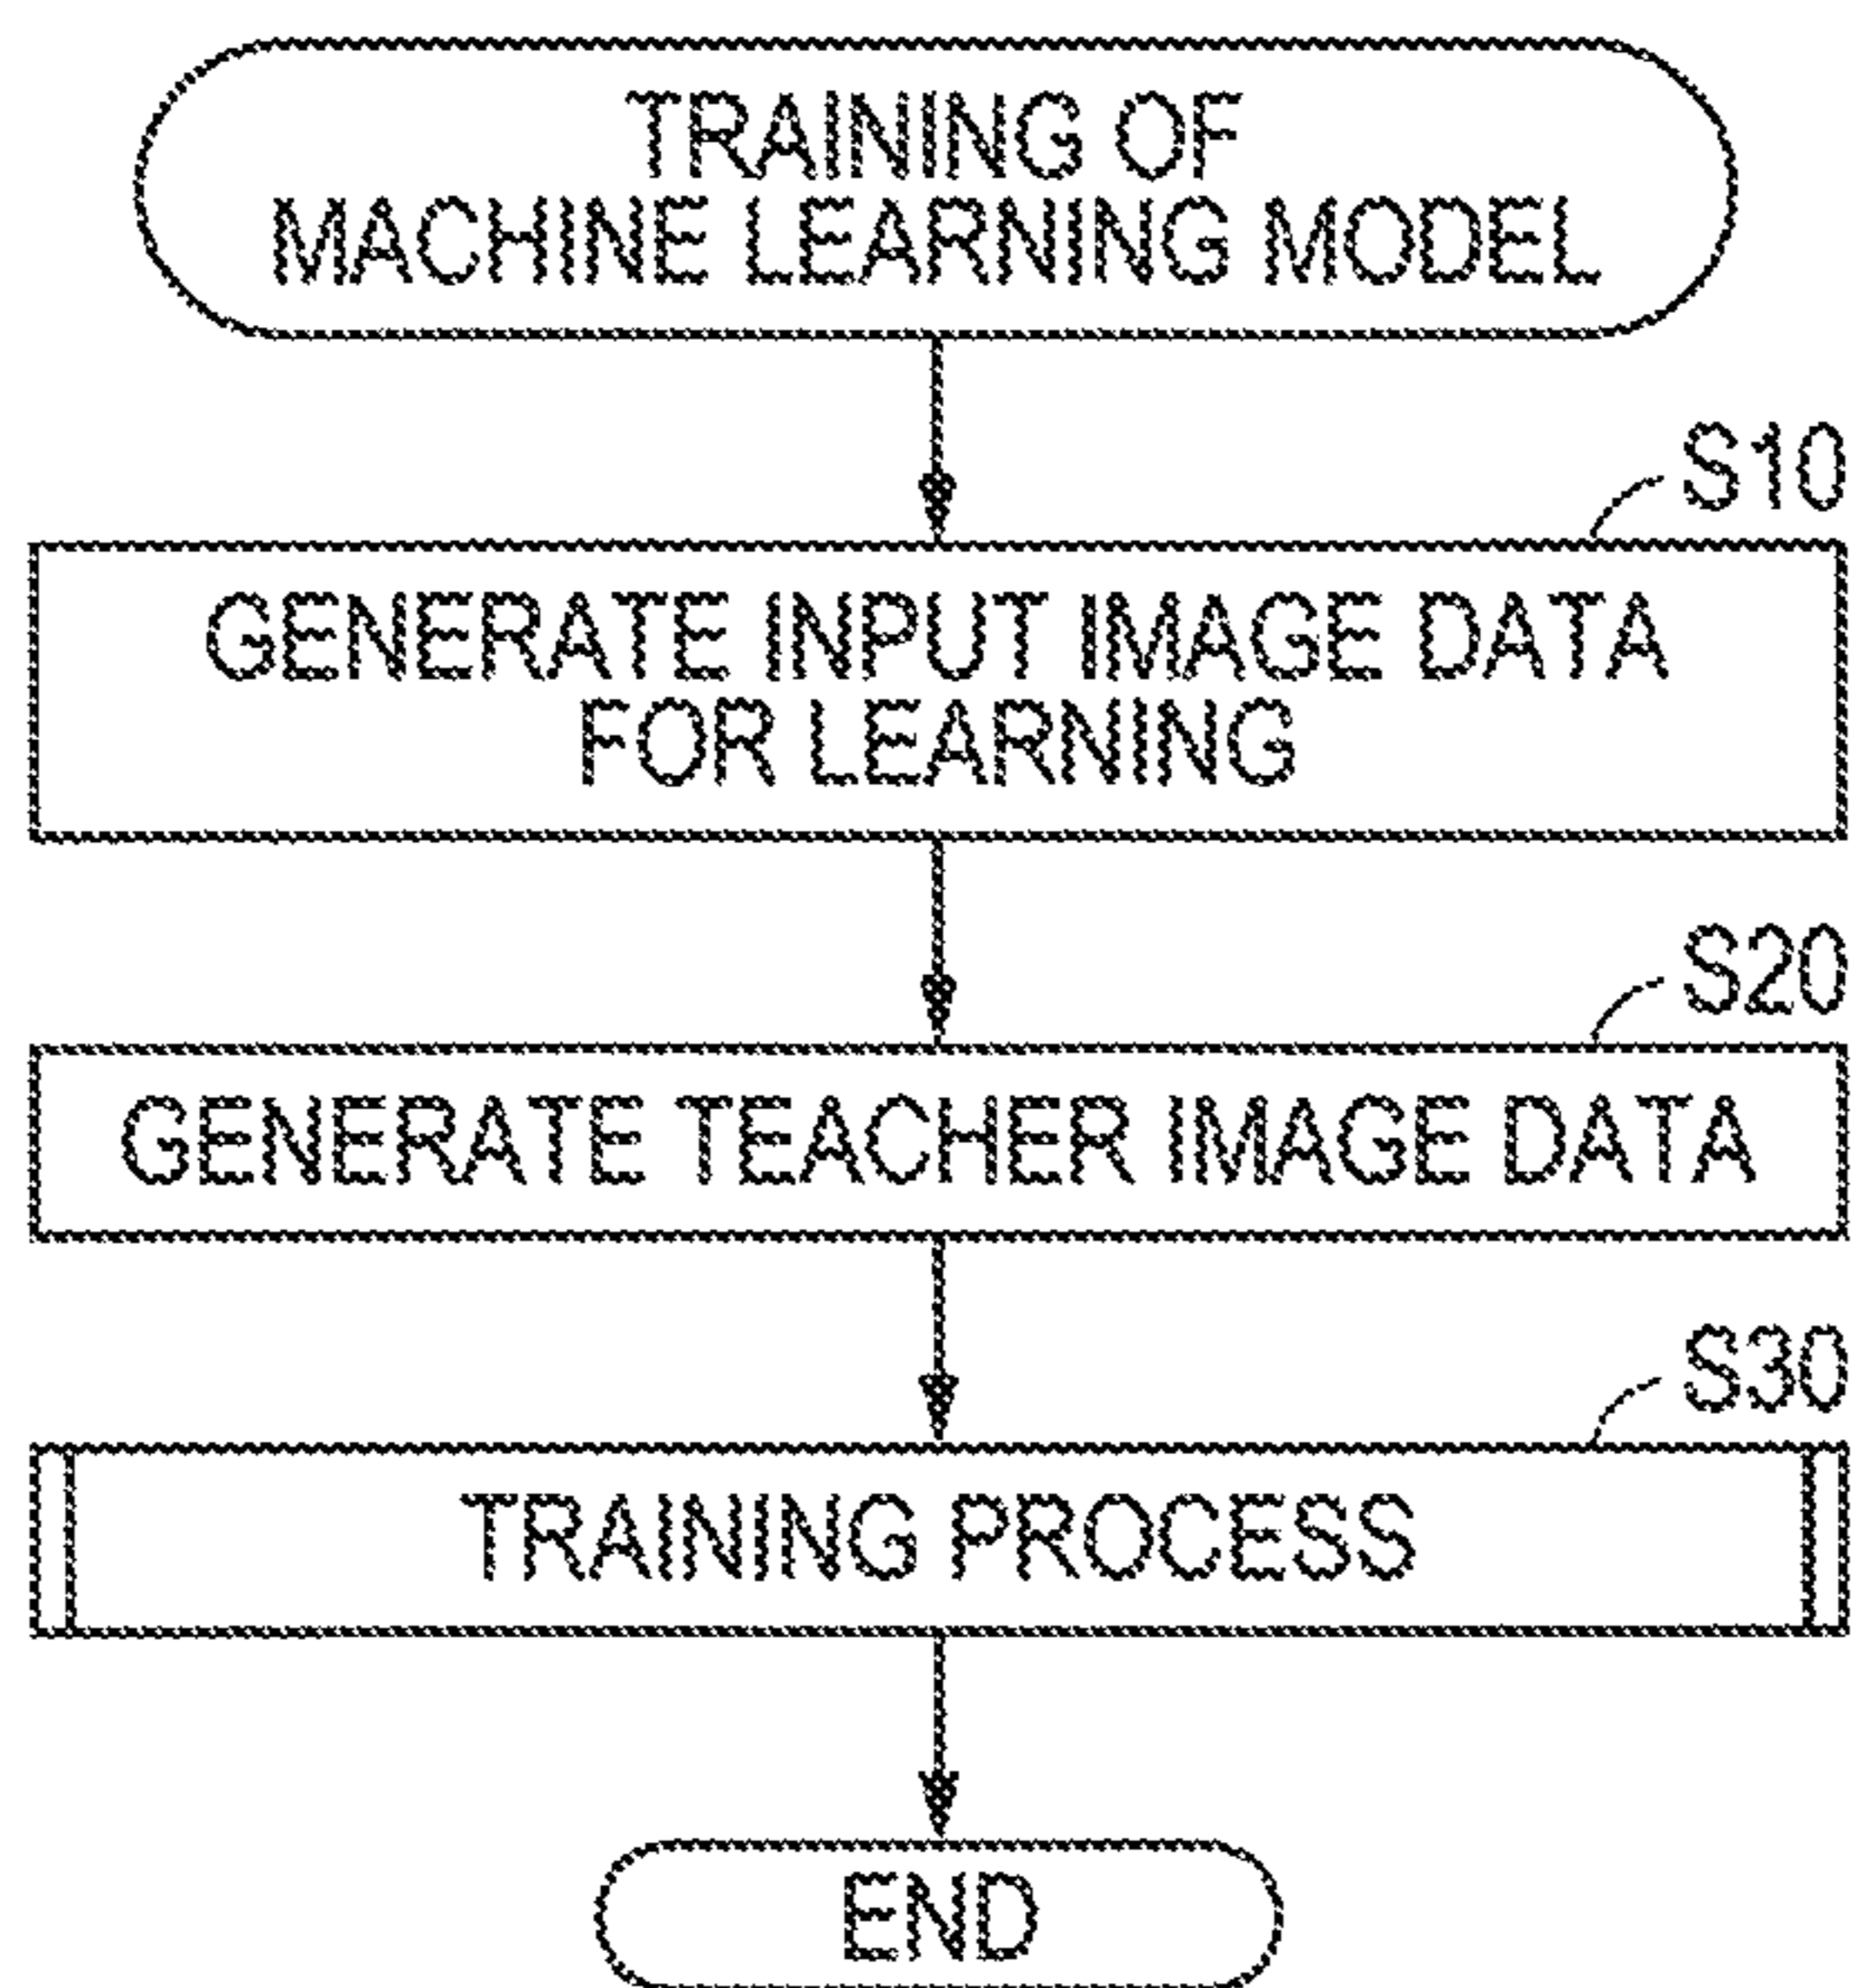 TRAINING OF
MACHINE LEARNING MODEL
S10
GENERATE INPUT IMAGE DATA
FOR LEARNING
S20
GENERATE TEACHER IMAGE DATA
S30
TRAINING PROCESS
END